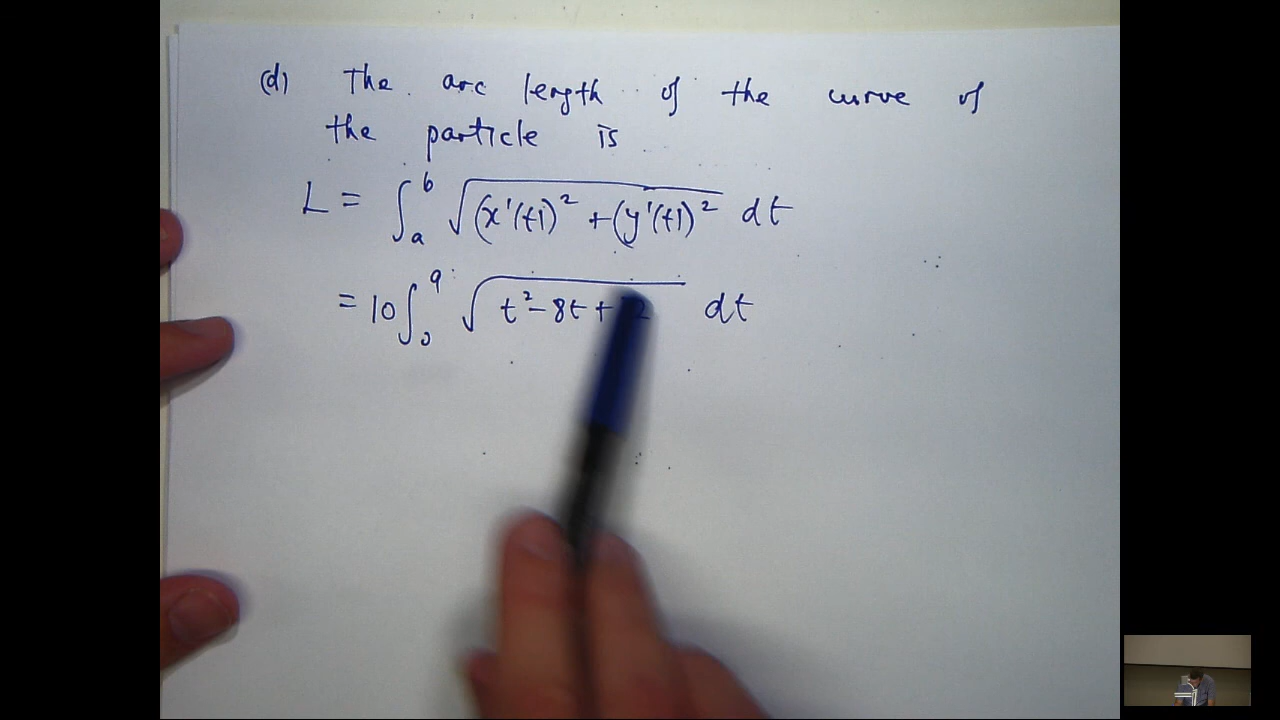 (d) The arc length of the curve of
the particle is
L = ∫_a^b √((x'(t))² + (y'(t))²) dt
= 10 ∫_0^9 √(t² - 8t + 2) dt